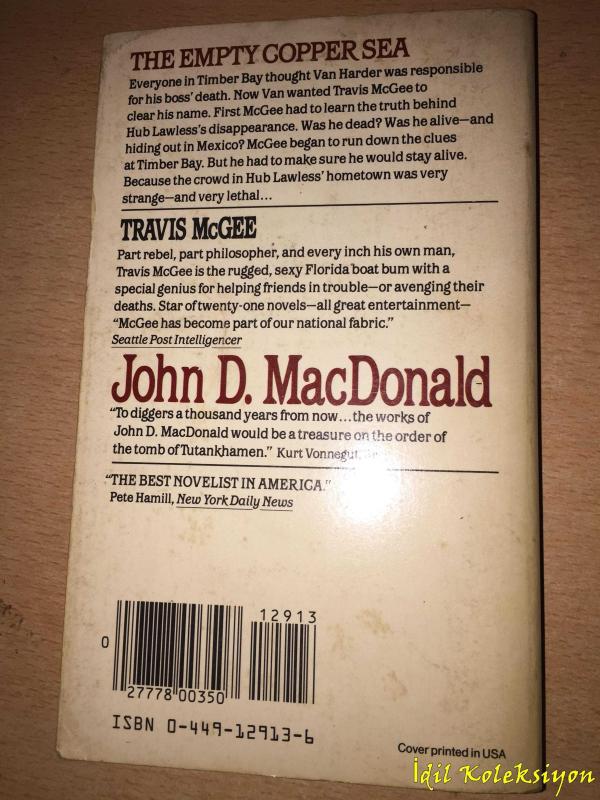 THE EMPTY COPPER SEA
Everyone in Timber Bay thought Van Harder was responsible
for his boss' death. Now Van wanted Travis McGee to
clear his name. First McGee had to learn the truth behind
Hub Lawless's disappearance. Was he dead? Was he alive—and
hiding out in Mexico? McGee began to run down the clues
at Timber Bay. But he had to make sure he would stay alive.
Because the crowd in Hub Lawless' hometown was very
strange—and very lethal...
TRAVIS McGEE
Part rebel, part philosopher, and every inch his own man,
Travis McGee is the rugged, sexy Florida boat bum with a
special genius for helping friends in trouble—or avenging their
deaths. Star of twenty-one novels—all great entertainment—
"McGee has become part of our national fabric."
Seattle Post Intelligencer
John D. MacDonald
"To diggers a thousand years from now...the works of
John D. MacDonald would be a treasure on the order of
the tomb of Tutankhamen." Kurt Vonnegut,
"THE BEST NOVELIST IN AMERICA."
Pete Hamill, New York Daily News
12913
0
27778 00350
ISBN 0-449-12913-6
Cover printed in USA
İdil Koleksiyon